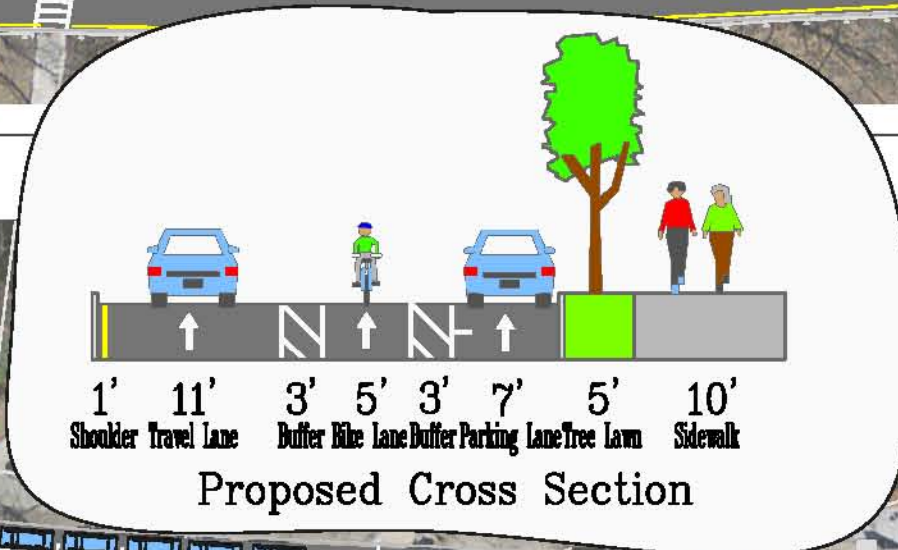 1' 11' 3' 5' 3' 7' 5' 10'
Shoulder Travel Lane Buffer Bike Lane Buffer Parking Lane Tree Lawn Sidewalk
Proposed Cross Section